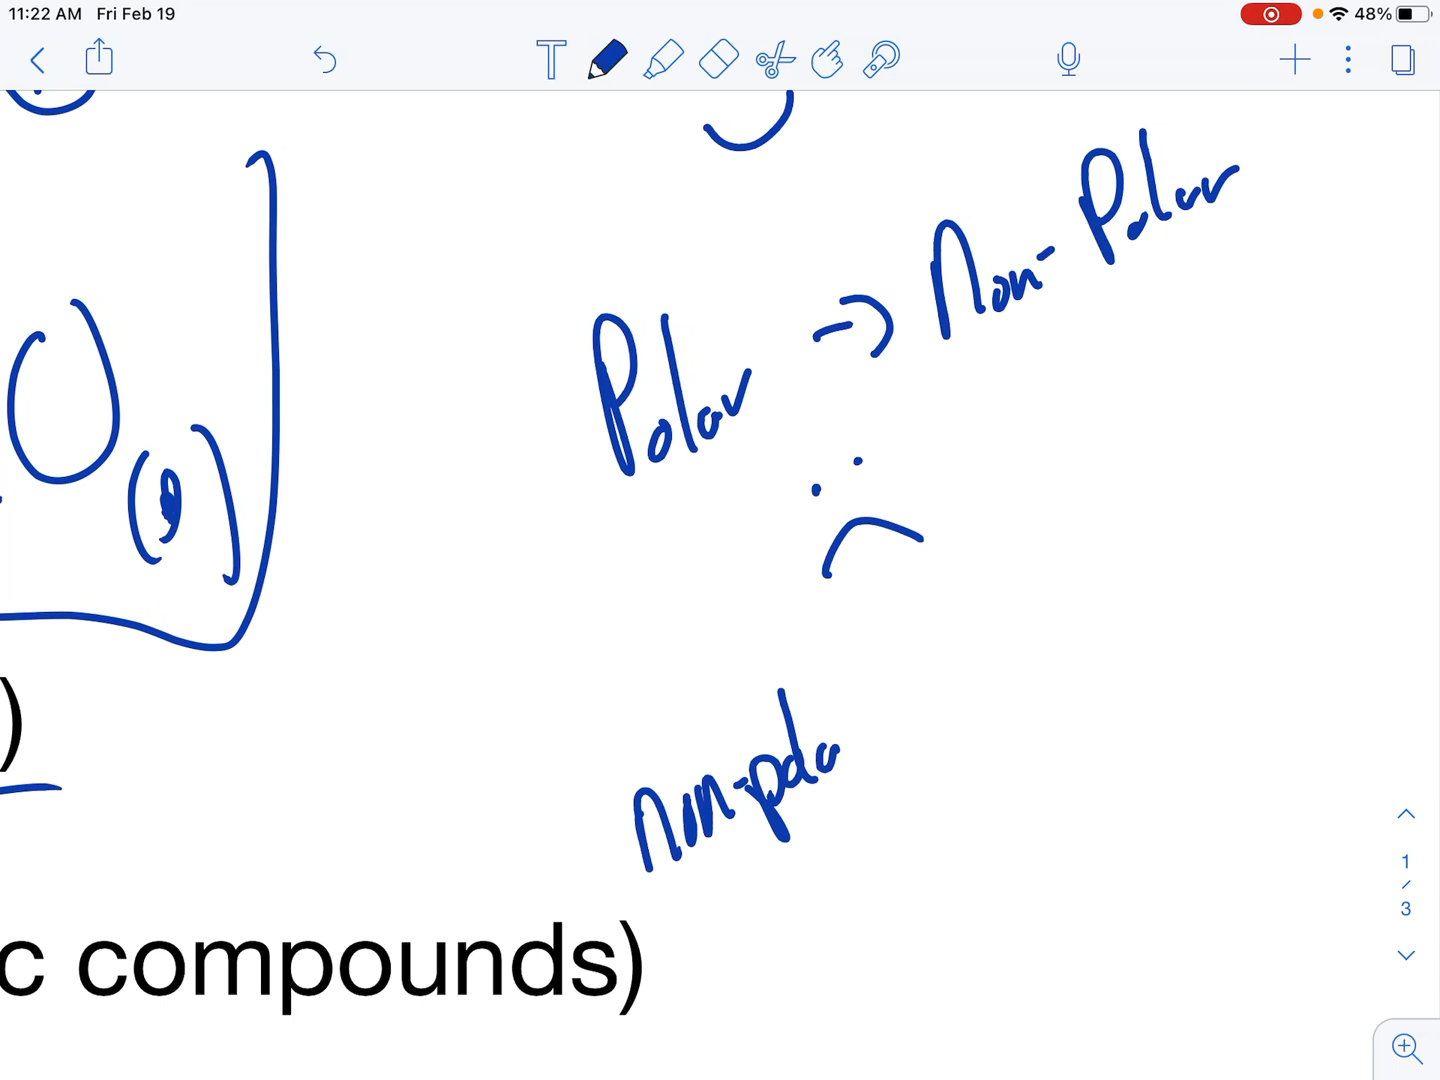 11:22 AM Fri Feb 19
48%
T
Polar → Non-Polar
)
non-pola
1
/
3
c compounds)